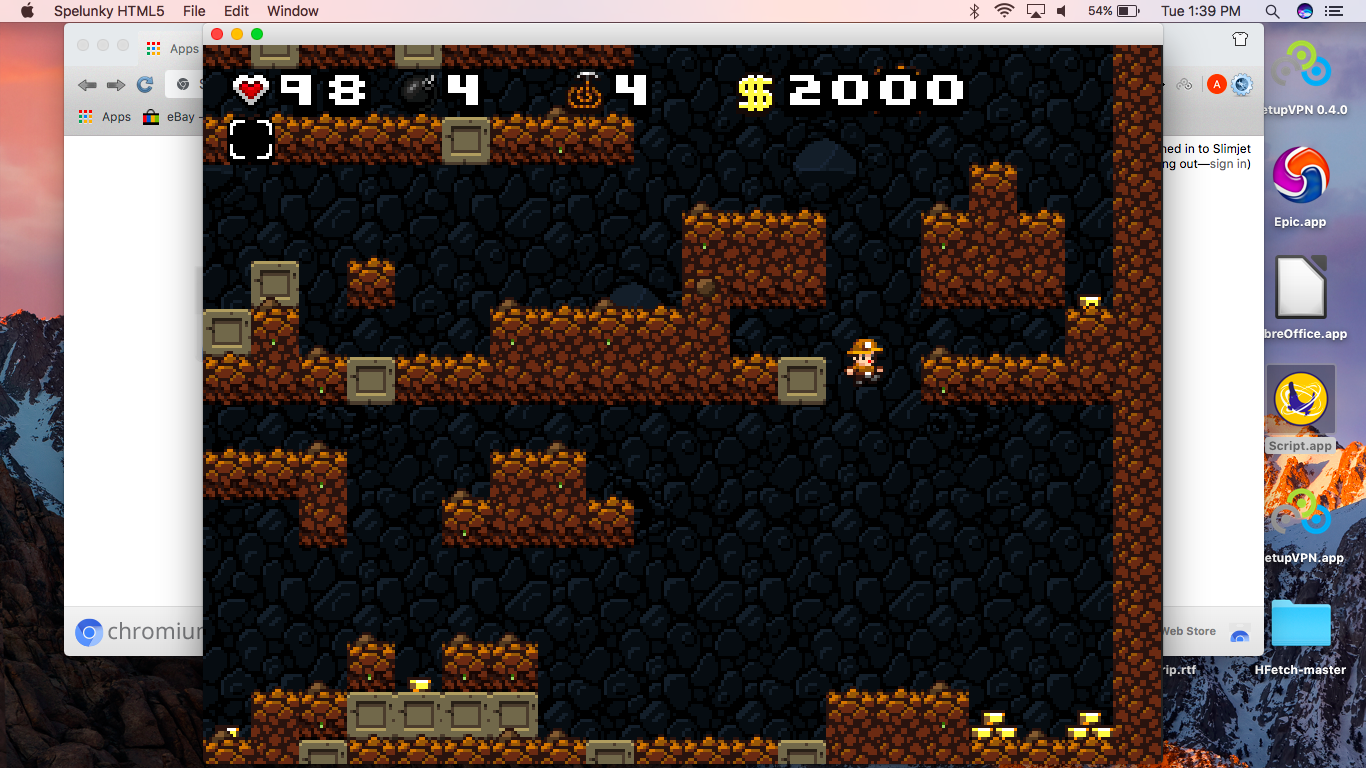 Spelunky HTML5 File Edit Window 54% Tue 1:39 PM
Apps
98 4 4 $2000
A
Apps eBay -
etupVPN 0.4.0
ned in to Slimjet
ng out—sign in)
Epic.app
breOffice.app
Script.app
etupVPN.app
chromiu
Web Store
rip.rtf
HFetch-master